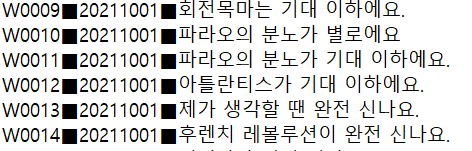 W0009■20211001■회전목마는 기대 이하에요.
W0010■20211001■파라오의 분노가 별로에요
W0011■20211001■파라오의 분노가 기대 이하에요.
W0012■20211001■아틀란티스가 기대 이하에요.
W0013■20211001■제가 생각할 땐 완전 신나요.
W0014■20211001■후렌치 레볼루션이 완전 신나요.